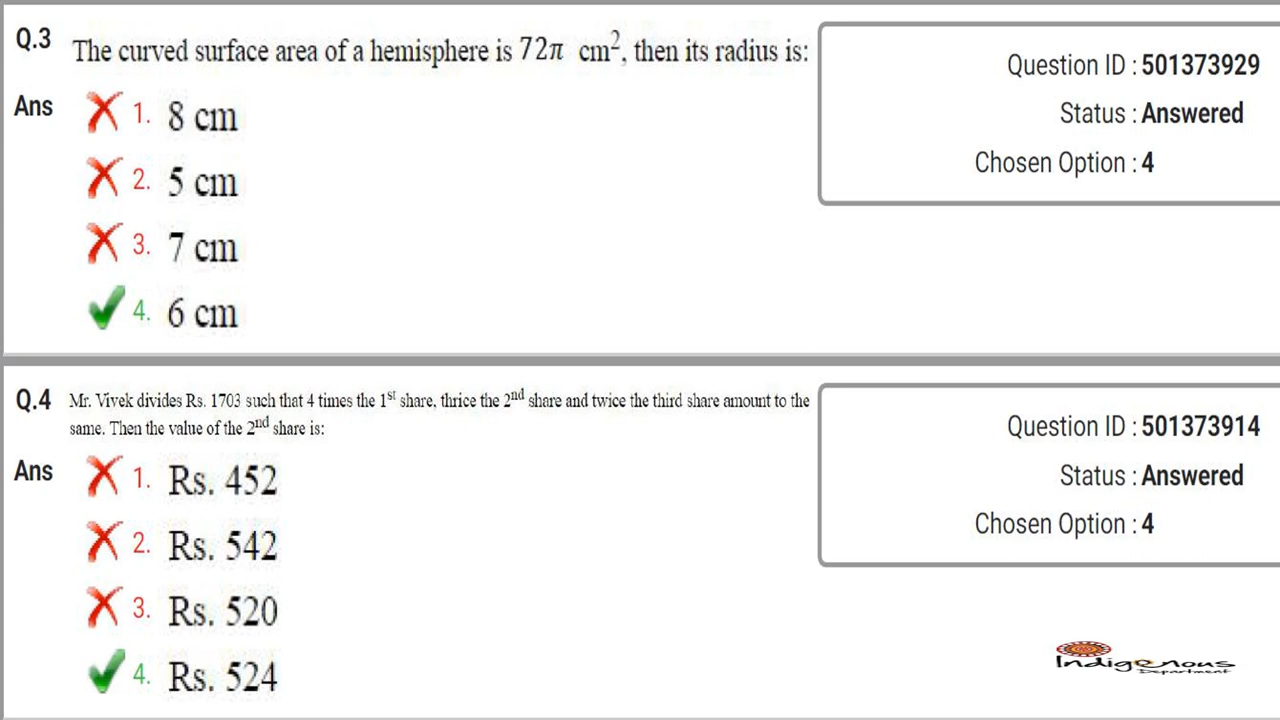 Q.3 The curved surface area of a hemisphere is 72π cm², then its radius is:
Ans 1. 8 cm
2. 5 cm
3. 7 cm
4. 6 cm
Question ID : 501373929
Status : Answered
Chosen Option : 4
Q.4 Mr. Vivek divides Rs. 1703 such that 4 times the 1st share, thrice the 2nd share and twice the third share amount to the
same. Then the value of the 2nd share is:
Ans 1. Rs. 452
2. Rs. 542
3. Rs. 520
4. Rs. 524
Question ID : 501373914
Status : Answered
Chosen Option : 4
Indigenous
Department